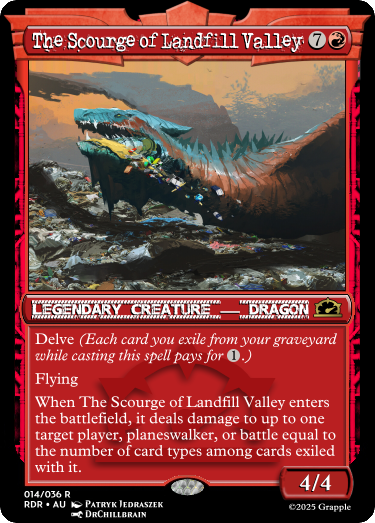 The Scourge of Landfill Valley 7
Legendary Creature — Dragon
Delve (Each card you exile from your graveyard
while casting this spell pays for 1.)
Flying
When The Scourge of Landfill Valley enters
the battlefield, it deals damage to up to one
target player, planeswalker, or battle equal to
the number of card types among cards exiled
with it.
4/4
014/036 R
RDR • AU Patryk Jedraszek
DrChillbrain
©2025 Grapple